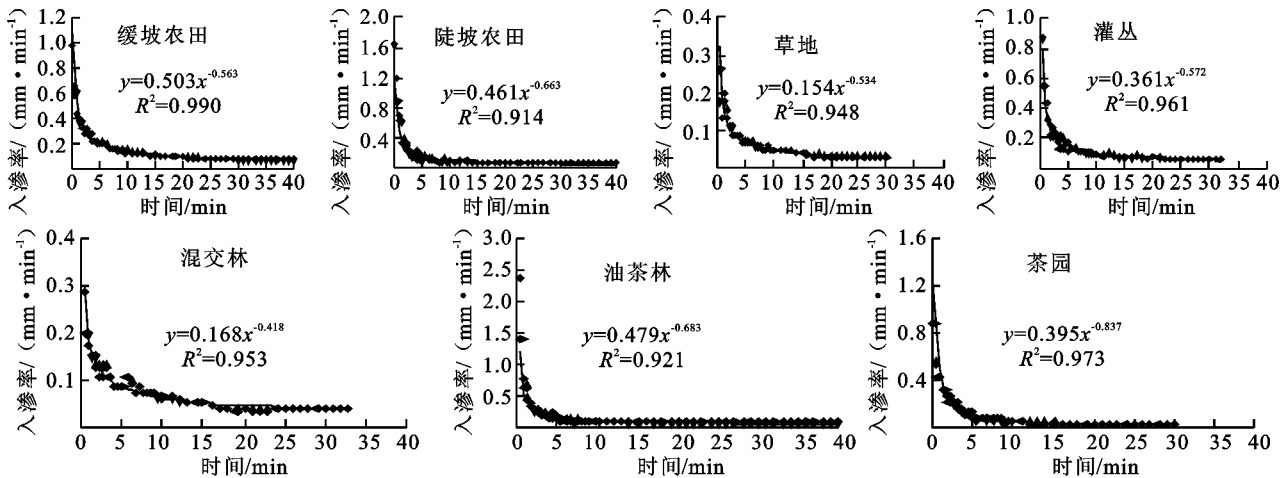 缓坡农田
y=0.503x^-0.563
R²=0.990
入渗率/（mm·min⁻¹）
1.2
1.0
0.8
0.6
0.4
0.2
0 5 10 15 20 25 30 35 40
时间/min
陡坡农田
y=0.461x^-0.663
R²=0.914
入渗率/（mm·min⁻¹）
2.0
1.6
1.2
0.8
0.4
0 5 10 15 20 25 30 35 40
时间/min
草地
y=0.154x^-0.534
R²=0.948
入渗率/（mm·min⁻¹）
0.4
0.3
0.2
0.1
0 5 10 15 20 25 30 35 40
时间/min
灌丛
y=0.361x^-0.572
R²=0.961
入渗率/（mm·min⁻¹）
1.0
0.8
0.6
0.4
0.2
0 5 10 15 20 25 30 35 40
时间/min
混交林
y=0.168x^-0.418
R²=0.953
入渗率/（mm·min⁻¹）
0.4
0.3
0.2
0.1
0 5 10 15 20 25 30 35 40
时间/min
油茶林
y=0.479x^-0.683
R²=0.921
入渗率/（mm·min⁻¹）
3.0
2.5
2.0
1.5
1.0
0.5
0 5 10 15 20 25 30 35 40
时间/min
茶园
y=0.395x^-0.837
R²=0.973
入渗率/（mm·min⁻¹）
1.6
1.2
0.8
0.4
0 5 10 15 20 25 30 35 40
时间/min